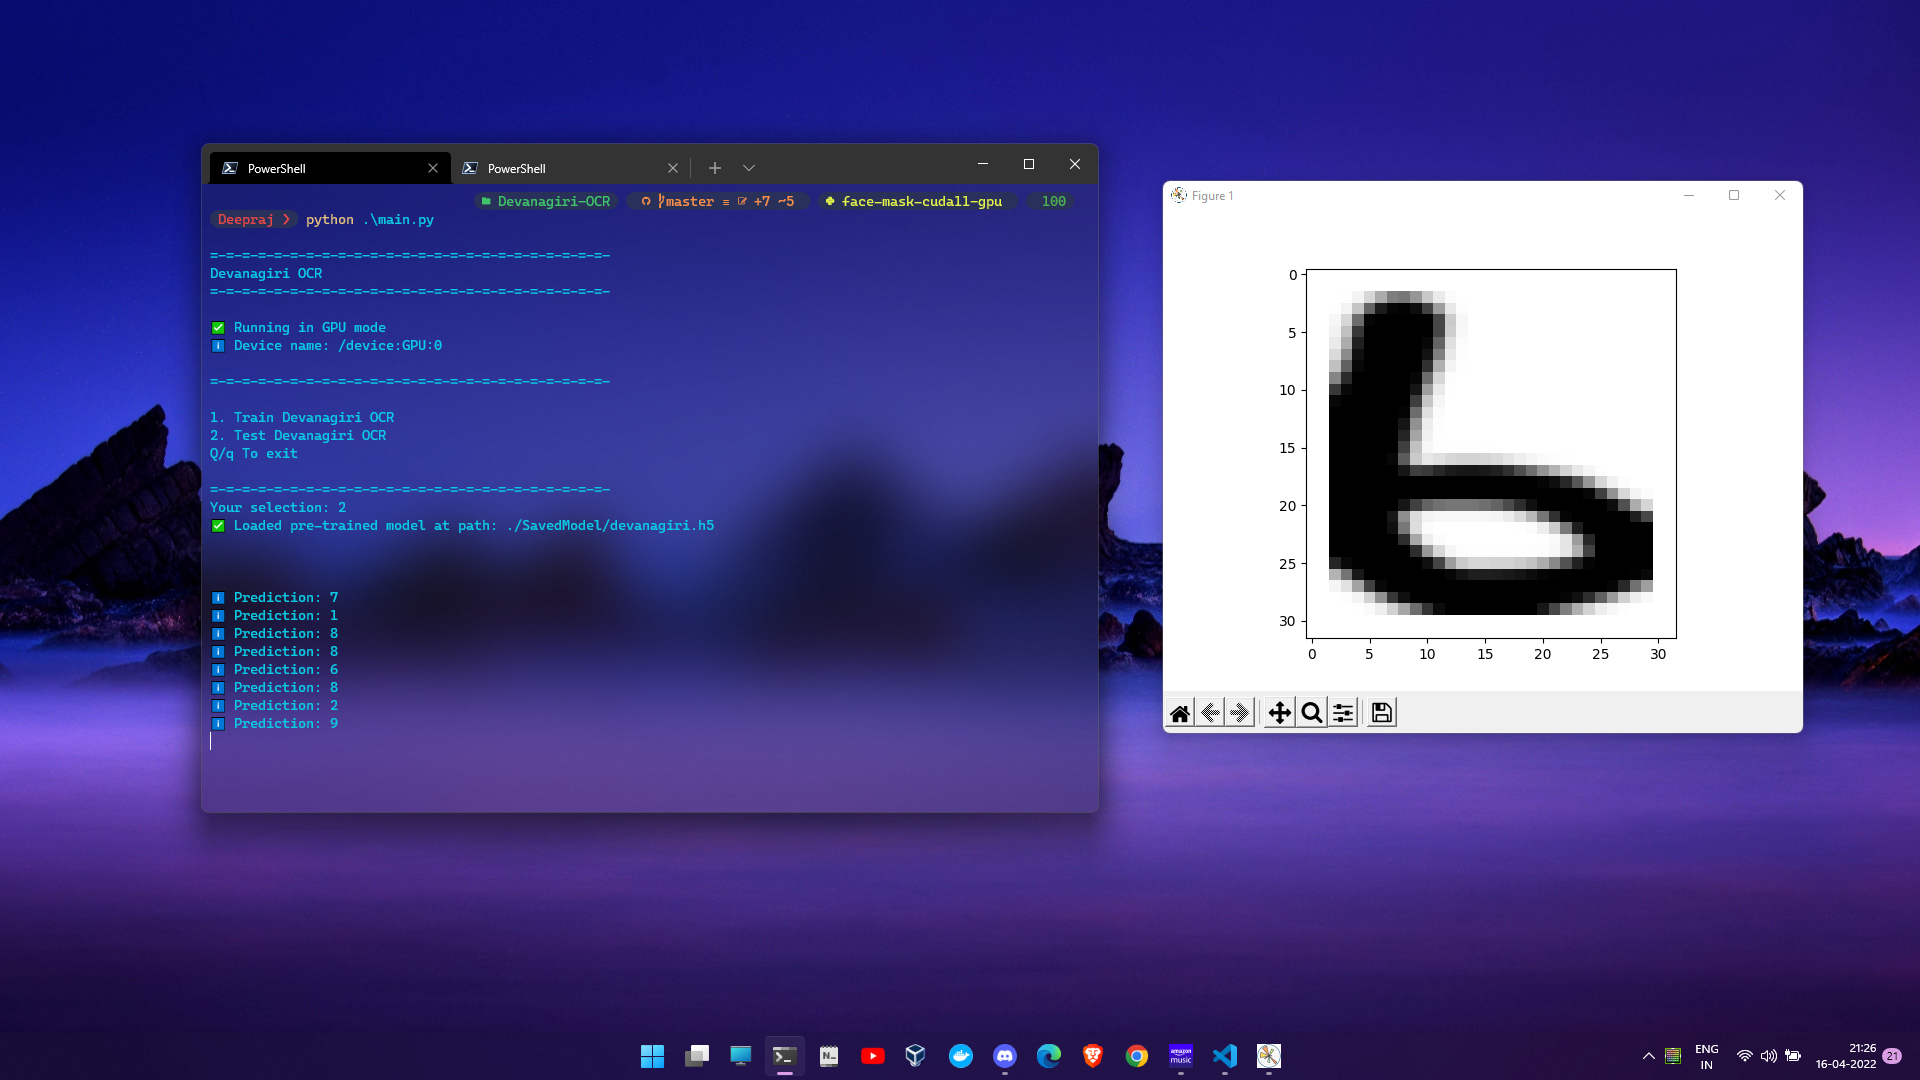 PowerShell
PowerShell
Devanagiri-OCR master ≡ +7 ~5 face-mask-cuda11-gpu 100
Deepraj ❯ python .\main.py
=-=-=-=-=-=-=-=-=-=-=-=-=-=-=-=-=-=-=-=-=-=-=-=-=-
Devanagiri OCR
=-=-=-=-=-=-=-=-=-=-=-=-=-=-=-=-=-=-=-=-=-=-=-=-=-
✅ Running in GPU mode
ℹ Device name: /device:GPU:0
=-=-=-=-=-=-=-=-=-=-=-=-=-=-=-=-=-=-=-=-=-=-=-=-=-
1. Train Devanagiri OCR
2. Test Devanagiri OCR
Q/q To exit
=-=-=-=-=-=-=-=-=-=-=-=-=-=-=-=-=-=-=-=-=-=-=-=-=-
Your selection: 2
✅ Loaded pre-trained model at path: ./SavedModel/devanagiri.h5
ℹ Prediction: 7
ℹ Prediction: 1
ℹ Prediction: 8
ℹ Prediction: 8
ℹ Prediction: 6
ℹ Prediction: 8
ℹ Prediction: 2
ℹ Prediction: 9
Figure 1
0
5
10
15
20
25
30
0 5 10 15 20 25 30
amazon
music
ENG
IN
21:26
16-04-2022
21